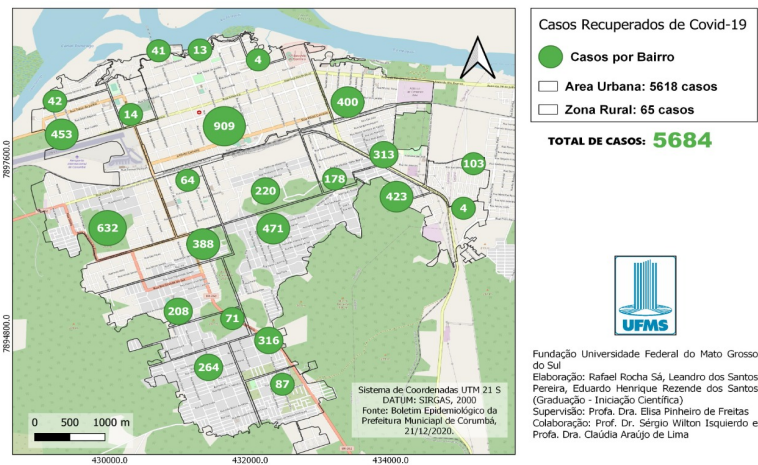 Casos Recuperados de Covid-19
Casos por Bairro
Area Urbana: 5618 casos
Zona Rural: 65 casos
TOTAL DE CASOS: 5684
41
13
4
42
14
453
909
400
313
103
64
220
178
423
4
632
388
471
208
71
316
264
87
7897600.0
7894800.0
430000.0
432000.0
434000.0
0 500 1000 m
Sistema de Coordenadas UTM 21 S
DATUM: SIRGAS, 2000
Fonte: Boletim Epidemiológico da
Prefeitura Municiapl de Corumbá,
21/12/2020.
UFMS
Fundação Universidade Federal do Mato Grosso
do Sul
Elaboração: Rafael Rocha Sá, Leandro dos Santos
Pereira, Eduardo Henrique Rezende dos Santos
(Graduação - Iniciação Científica)
Supervisão: Profa. Dra. Elisa Pinheiro de Freitas
Colaboração: Prof. Dr. Sérgio Wilton Isquierdo e
Profa. Dra. Claúdia Araújo de Lima